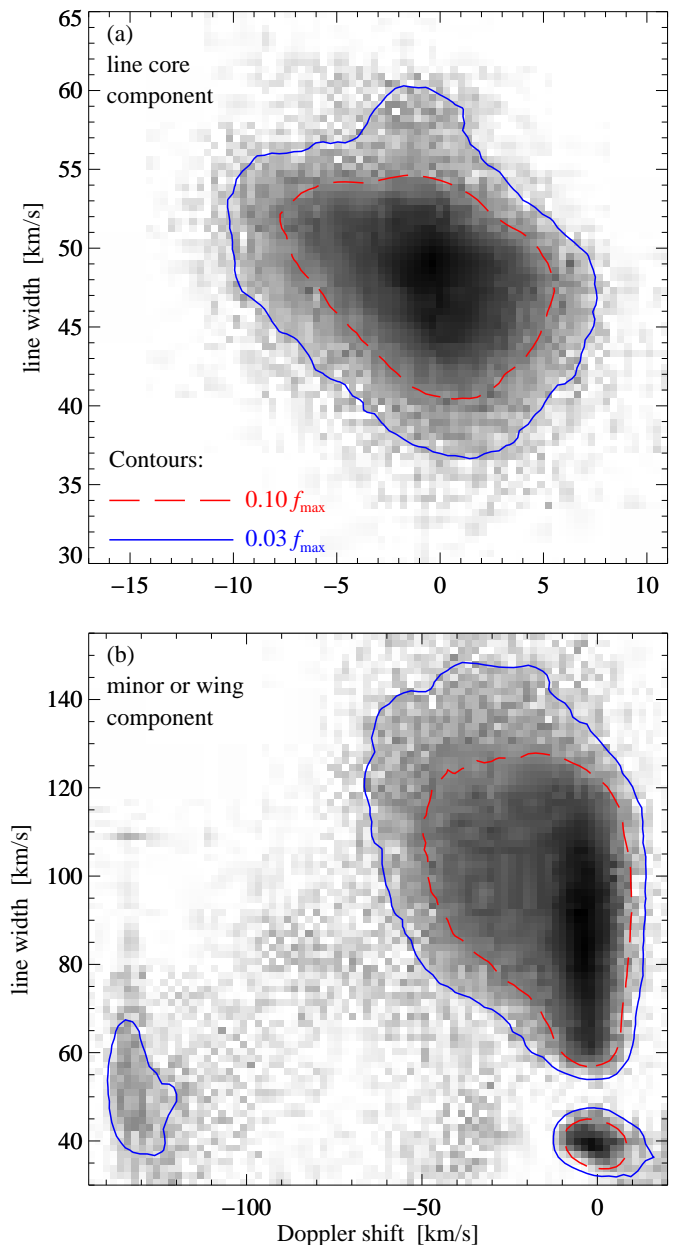 (a)
line core
component
65
60
55
50
45
40
35
30
line width [km/s]
Contours:
0.10 f_max
0.03 f_max
−15 −10 −5 0 5 10
(b)
minor or wing
component
140
120
100
80
60
40
line width [km/s]
−100 −50 0
Doppler shift [km/s]